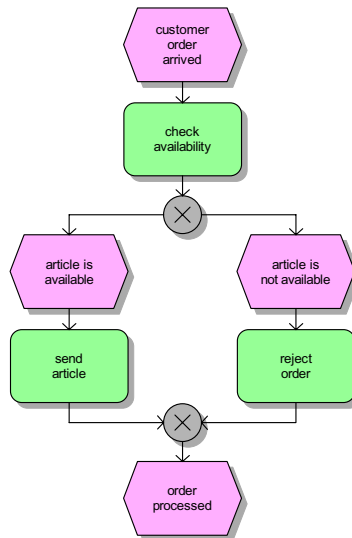 customer
order
arrived
check
availability
article is
available
article is
not available
send
article
reject
order
order
processed